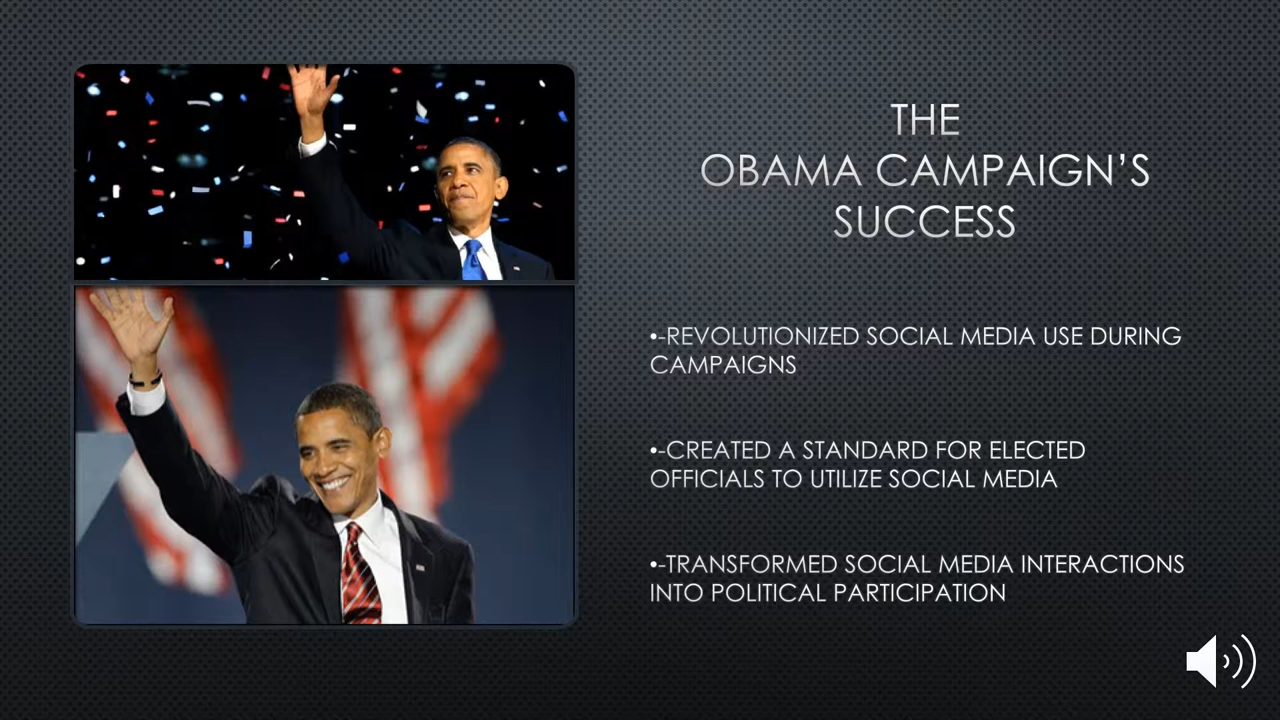 THE
OBAMA CAMPAIGN’S
SUCCESS
•-REVOLUTIONIZED SOCIAL MEDIA USE DURING
CAMPAIGNS
•-CREATED A STANDARD FOR ELECTED
OFFICIALS TO UTILIZE SOCIAL MEDIA
•-TRANSFORMED SOCIAL MEDIA INTERACTIONS
INTO POLITICAL PARTICIPATION